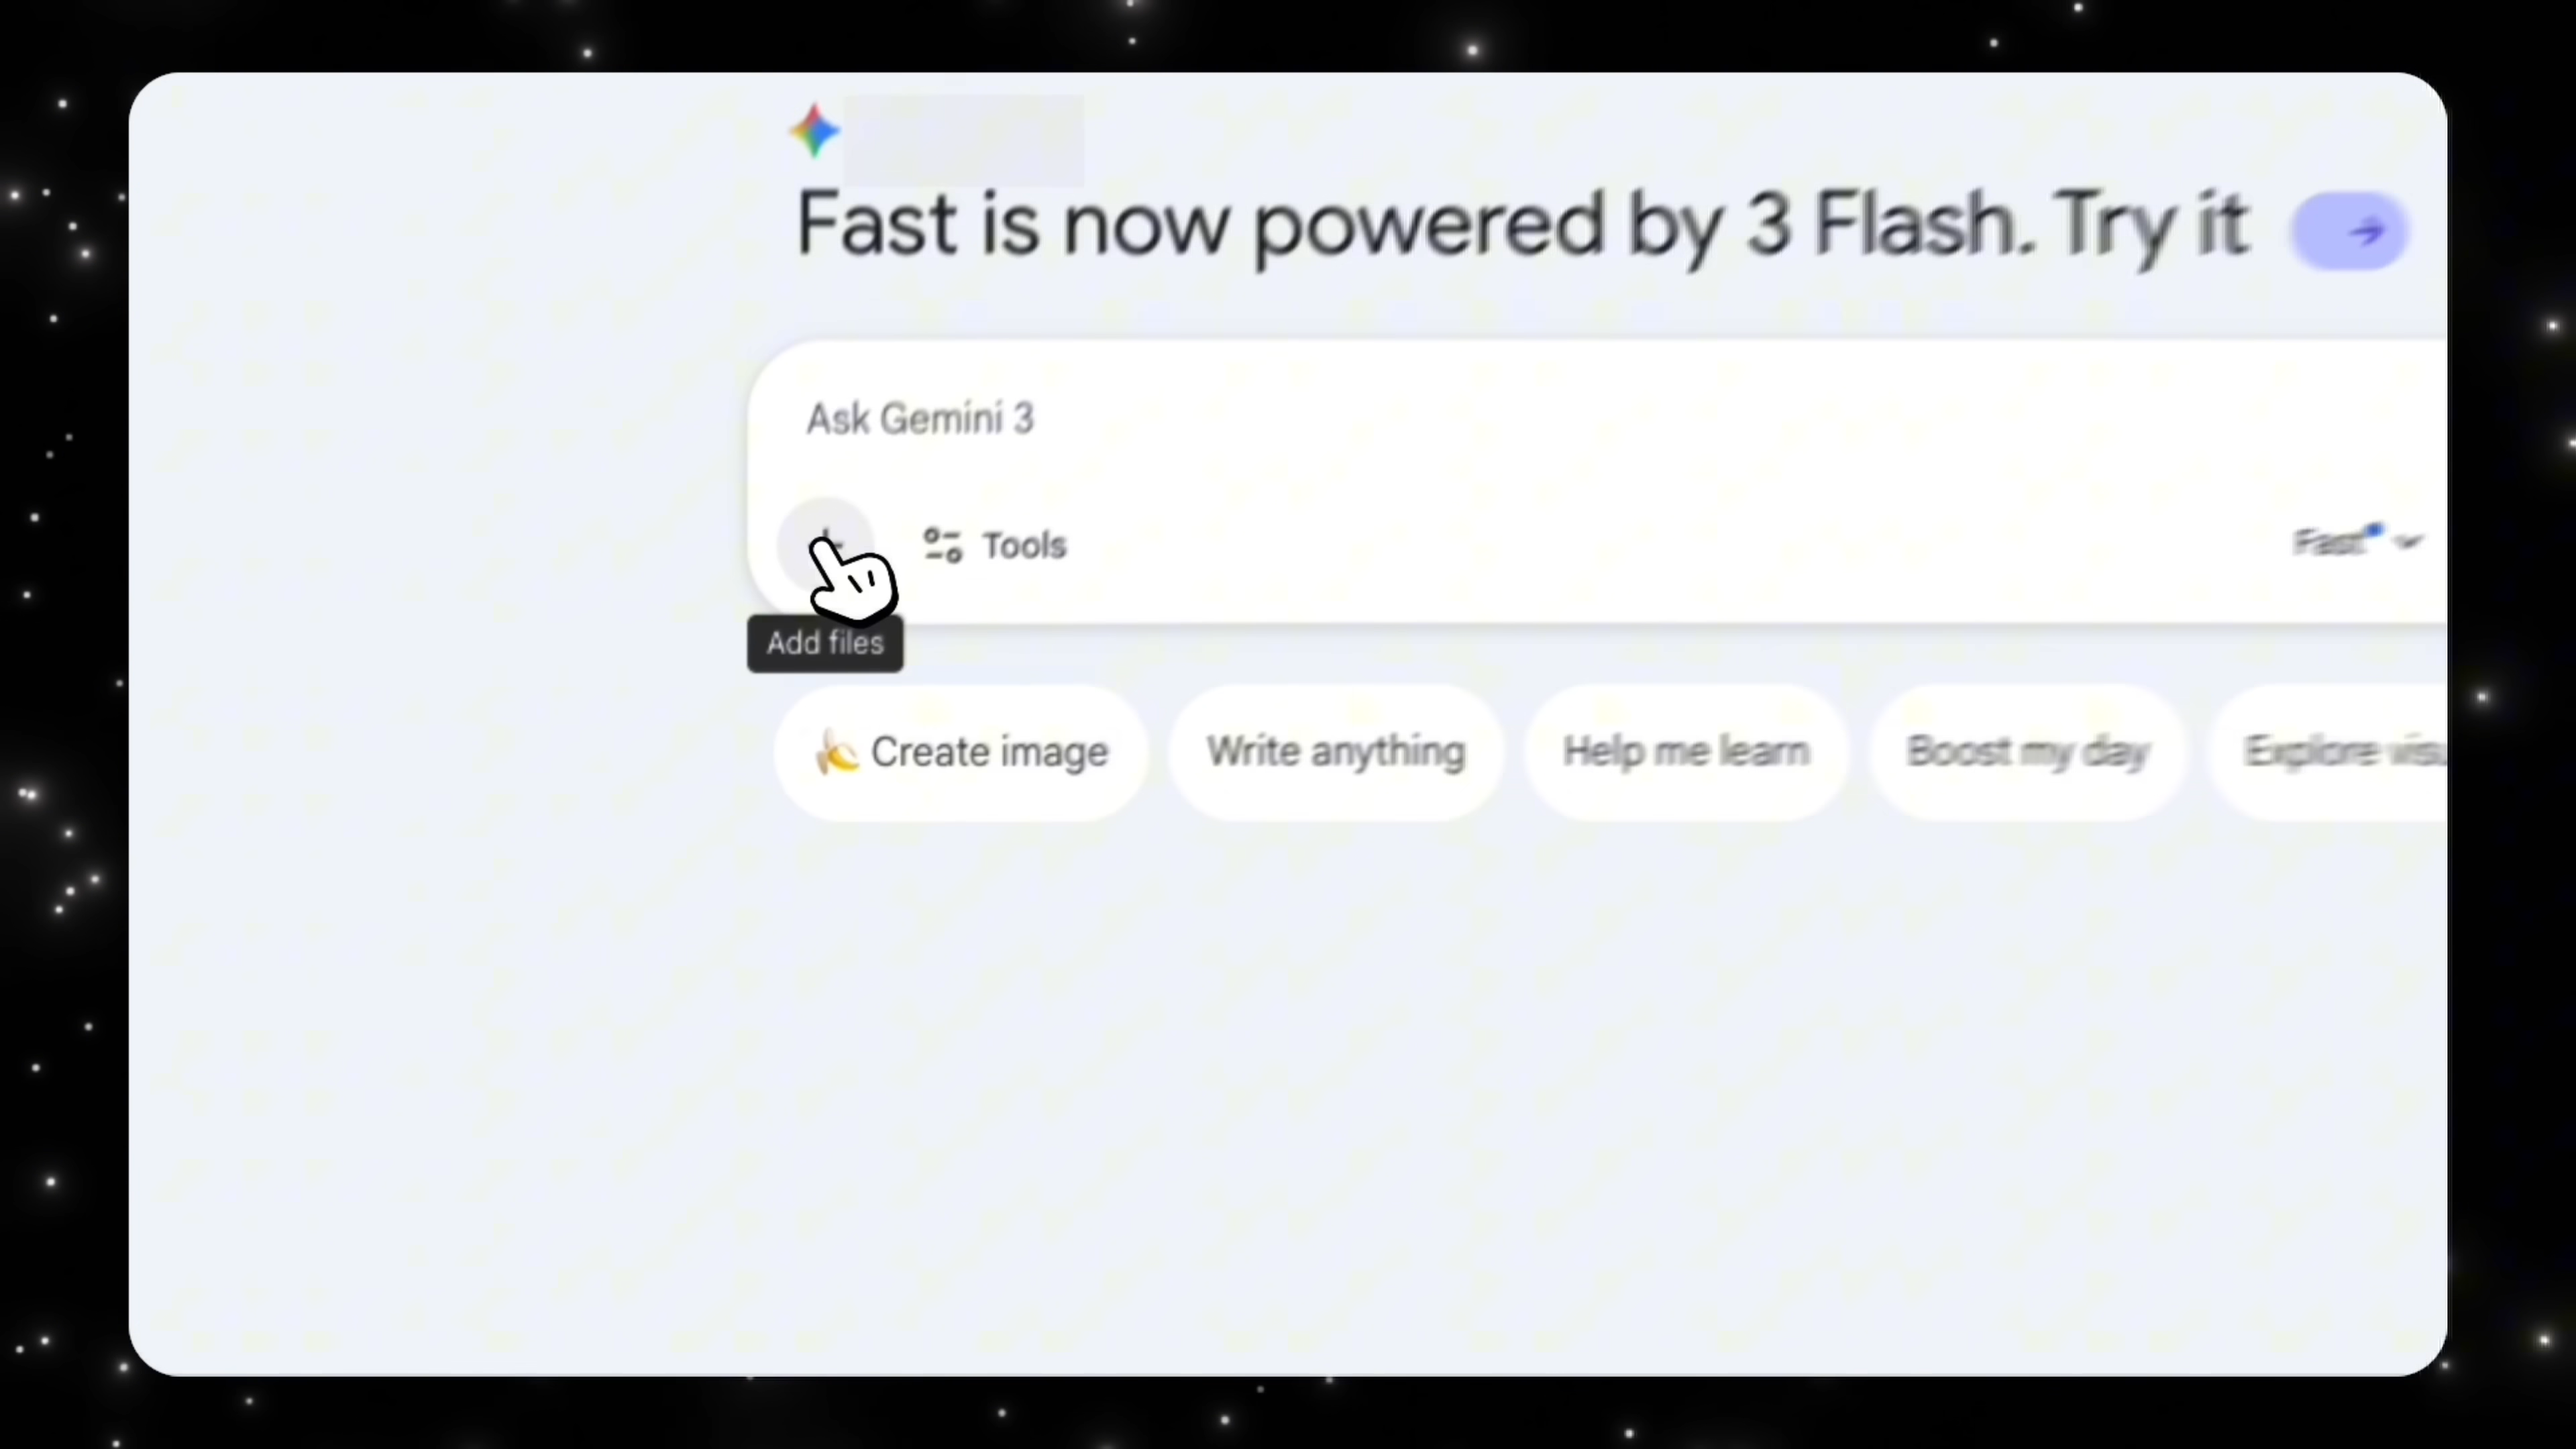 Fast is now powered by 3 Flash. Try it
Ask Gemini 3
Tools
Fast
Add files
Create image
Write anything
Help me learn
Boost my day
Explore